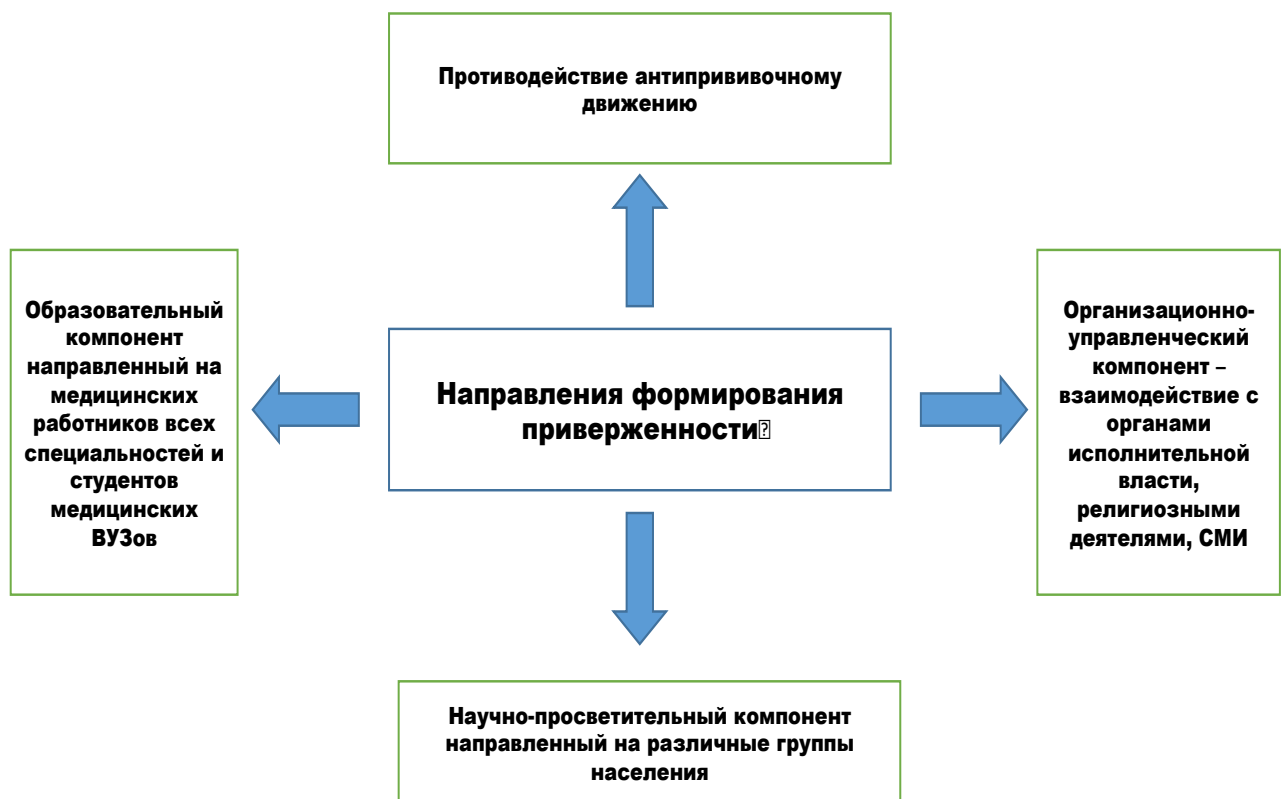 Противодействие антипрививочному
движению
Образовательный
компонент
направленный на
медицинских
работников всех
специальностей и
студентов
медицинских
ВУЗов
Направления формирования
приверженности
Организационно-
управленческий
компонент –
взаимодействие с
органами
исполнительной
власти,
религиозными
деятелями, СМИ
Научно-просветительный компонент
направленный на различные группы
населения